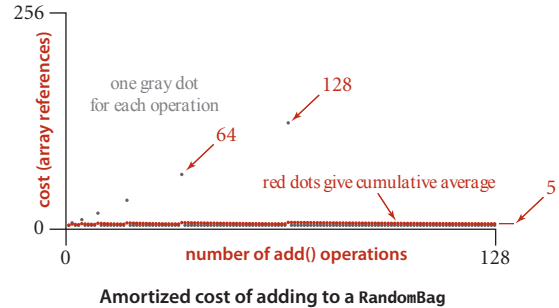 256
cost (array references)
one gray dot
for each operation
128
64
red dots give cumulative average
5
0
0
number of add() operations
128
Amortized cost of adding to a RandomBag